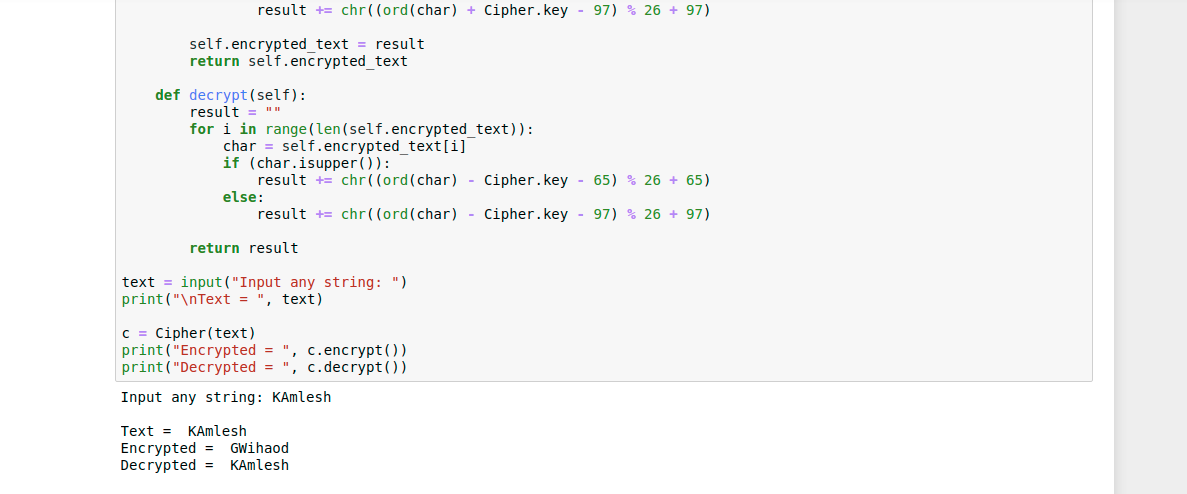 result += chr((ord(char) + Cipher.key - 97) % 26 + 97)
        self.encrypted_text = result
        return self.encrypted_text
    def decrypt(self):
        result = ""
        for i in range(len(self.encrypted_text)):
            char = self.encrypted_text[i]
            if (char.isupper()):
                result += chr((ord(char) - Cipher.key - 65) % 26 + 65)
            else:
                result += chr((ord(char) - Cipher.key - 97) % 26 + 97)
        return result
text = input("Input any string: ")
print("\nText = ", text)
c = Cipher(text)
print("Encrypted = ", c.encrypt())
print("Decrypted = ", c.decrypt())
Input any string: KAmlesh
Text =  KAmlesh
Encrypted =  GWihaod
Decrypted =  KAmlesh